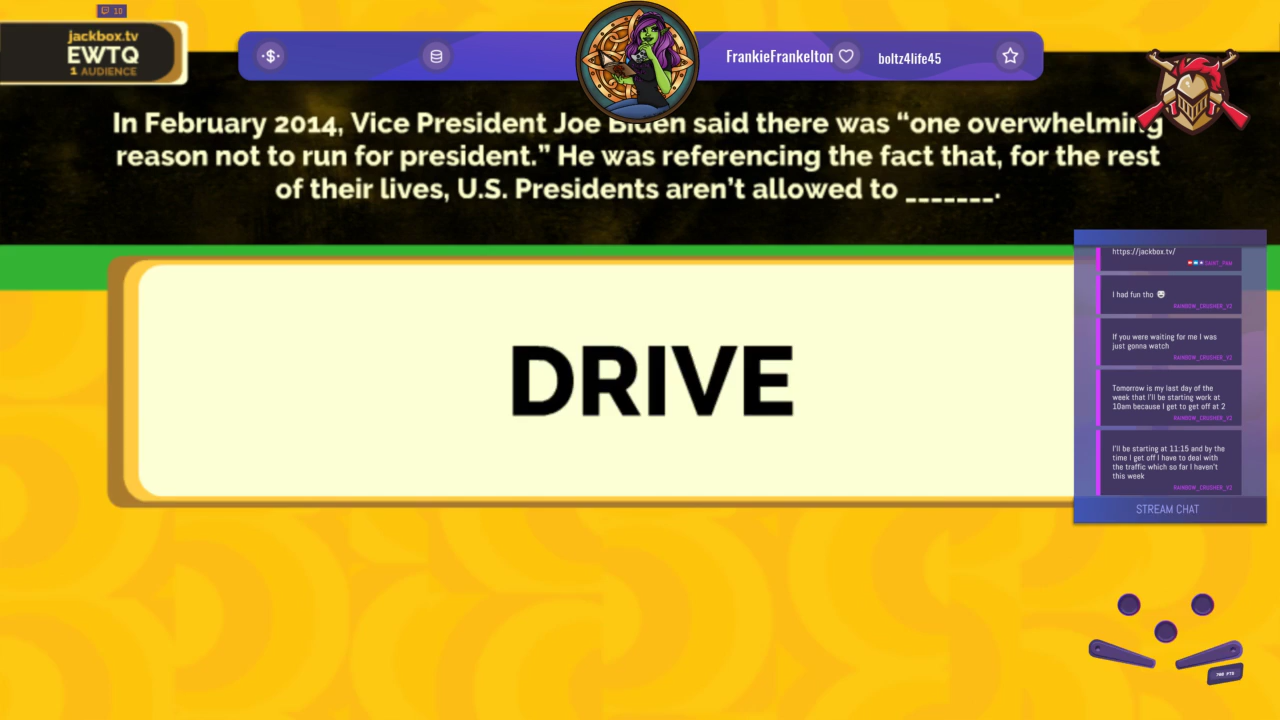 10
jackbox.tv
EWTQ
1 AUDIENCE
FrankieFrankelton
boltz4life45
In February 2014, Vice President Joe Biden said there was “one overwhelming
reason not to run for president.” He was referencing the fact that, for the rest
of their lives, U.S. Presidents aren’t allowed to _______.
DRIVE
https://jackbox.tv/
I had fun tho
If you were waiting for me I was
just gonna watch
Tomorrow is my last day of the
week that I'll be starting work at
10am because I get to get off at 2
I'll be starting at 11:15 and by the
time I get off I have to deal with
the traffic which so far I haven't
this week
STREAM CHAT